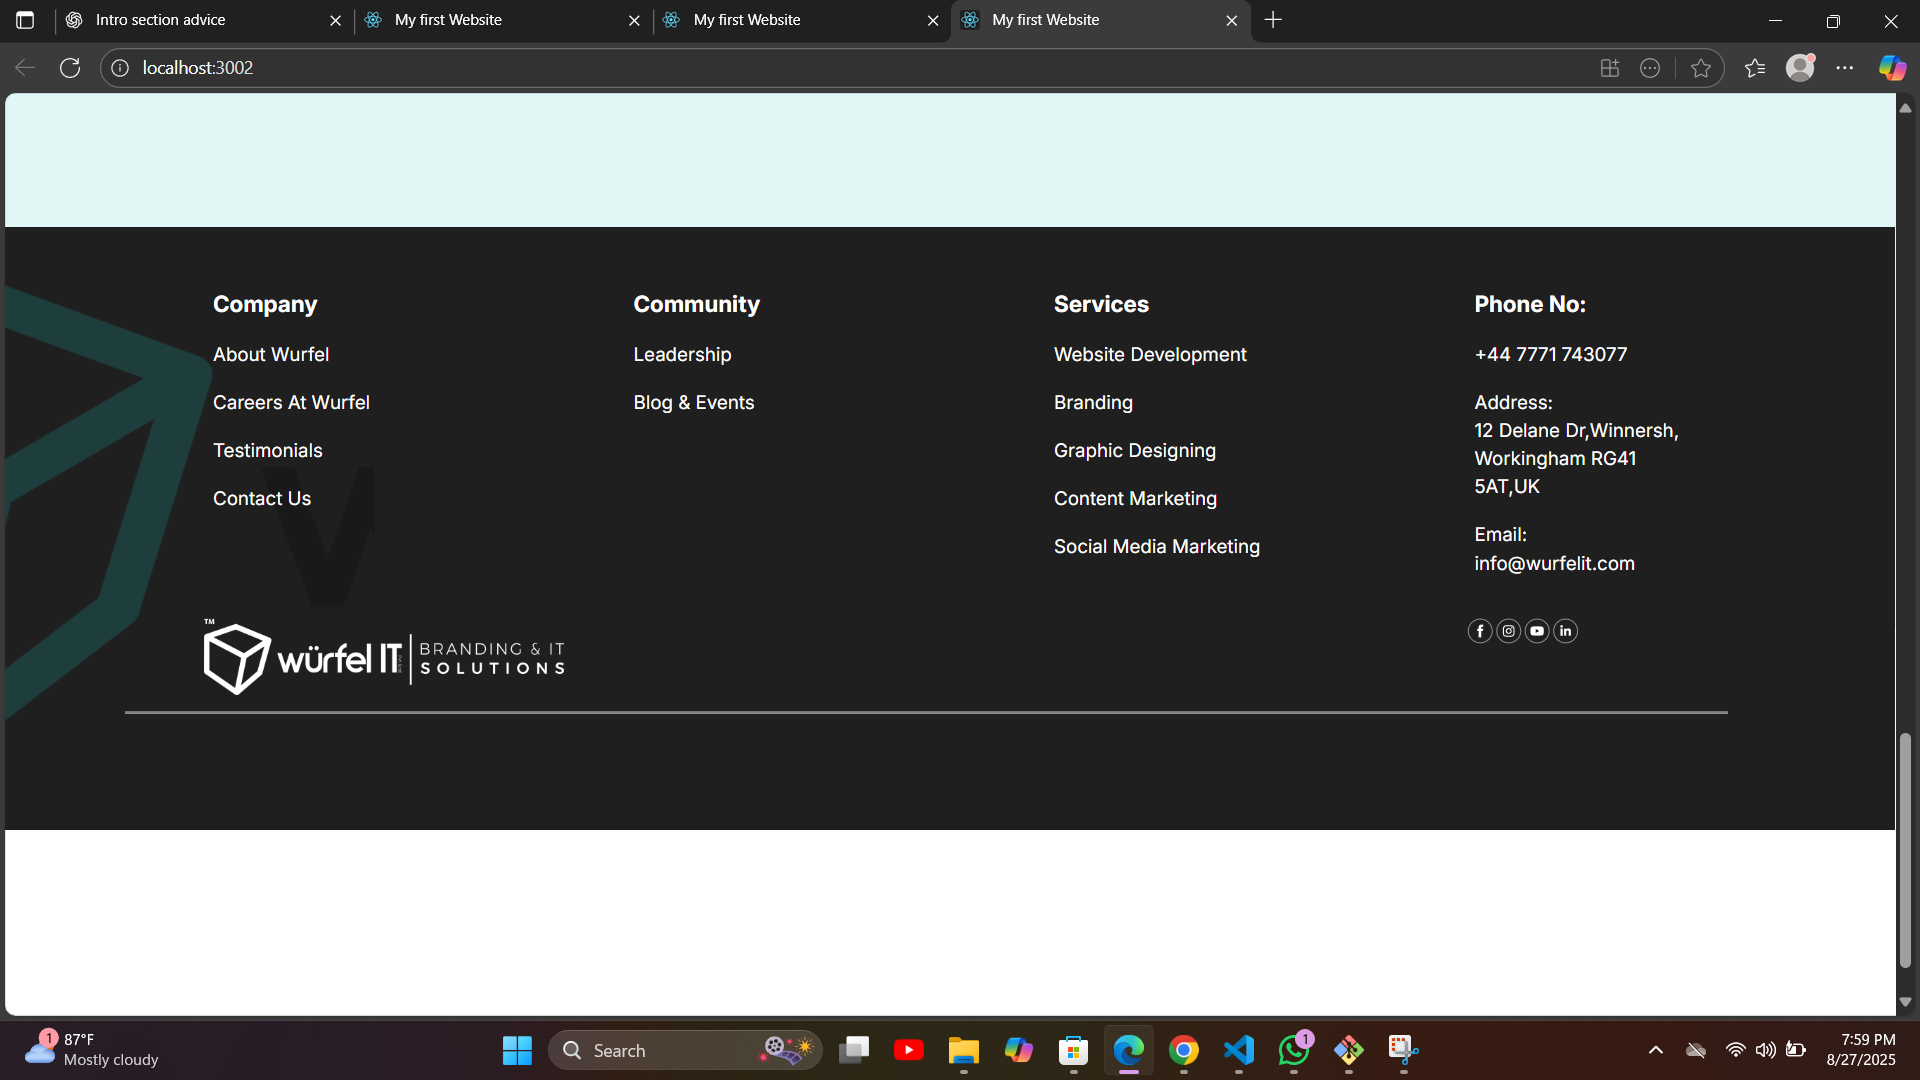 Intro section advice
My first Website
My first Website
My first Website
localhost:3002
Company
About Wurfel
Careers At Wurfel
Testimonials
Contact Us
Community
Leadership
Blog & Events
Services
Website Development
Branding
Graphic Designing
Content Marketing
Social Media Marketing
Phone No:
+44 7771 743077
Address:
12 Delane Dr,Winnersh,
Workingham RG41
5AT,UK
Email:
info@wurfelit.com
TM
würfel IT
BRANDING & IT
SOLUTIONS
1
87°F
Mostly cloudy
Search
1
7:59 PM
8/27/2025